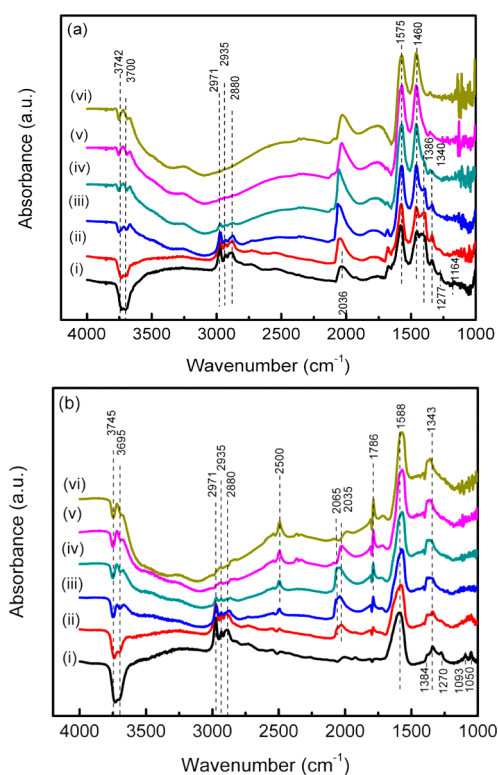 (a)
3742
3700
2971
2935
2880
1575
1460
(vi)
(v)
(iv)
(iii)
(ii)
(i)
1386
1340
2036
1277
1164
Absorbance (a.u.)
4000 3500 3000 2500 2000 1500 1000
Wavenumber (cm⁻¹)
(b)
3745
3695
2971
2935
2880
2500
2065
2035
1786
1588
1343
(vi)
(v)
(iv)
(iii)
(ii)
(i)
1384
1270
1093
1050
Absorbance (a.u.)
4000 3500 3000 2500 2000 1500 1000
Wavenumber (cm⁻¹)